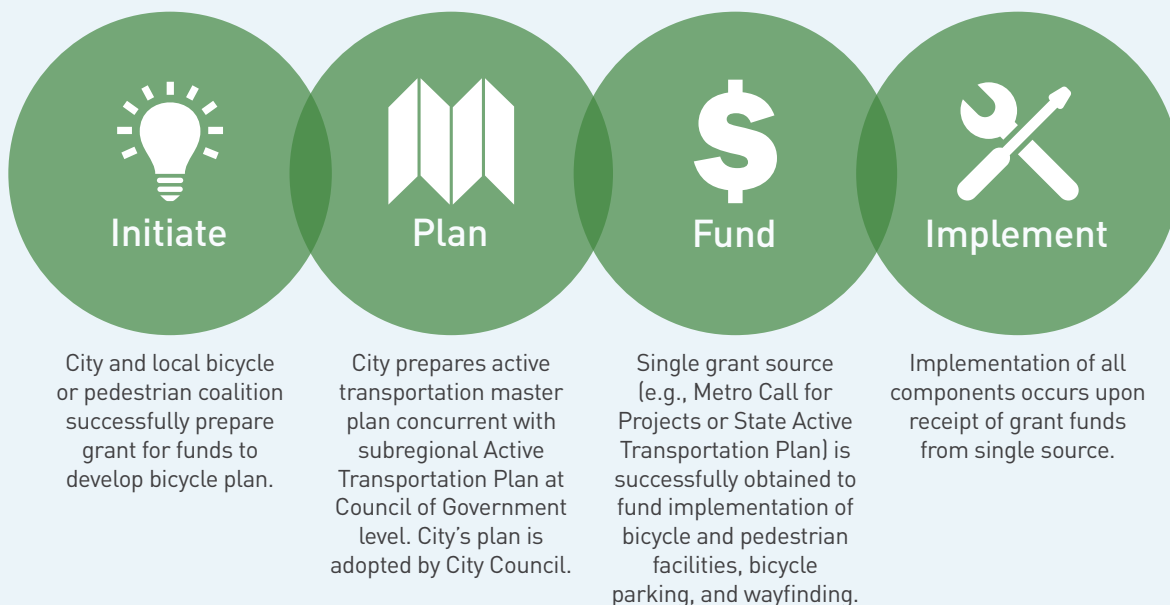 Initiate
City and local bicycle
or pedestrian coalition
successfully prepare
grant for funds to
develop bicycle plan.
Plan
City prepares active
transportation master
plan concurrent with
subregional Active
Transportation Plan at
Council of Government
level. City’s plan is
adopted by City Council.
Fund
Single grant source
(e.g., Metro Call for
Projects or State Active
Transportation Plan) is
successfully obtained to
fund implementation of
bicycle and pedestrian
facilities, bicycle
parking, and wayfinding.
Implement
Implementation of all
components occurs upon
receipt of grant funds
from single source.